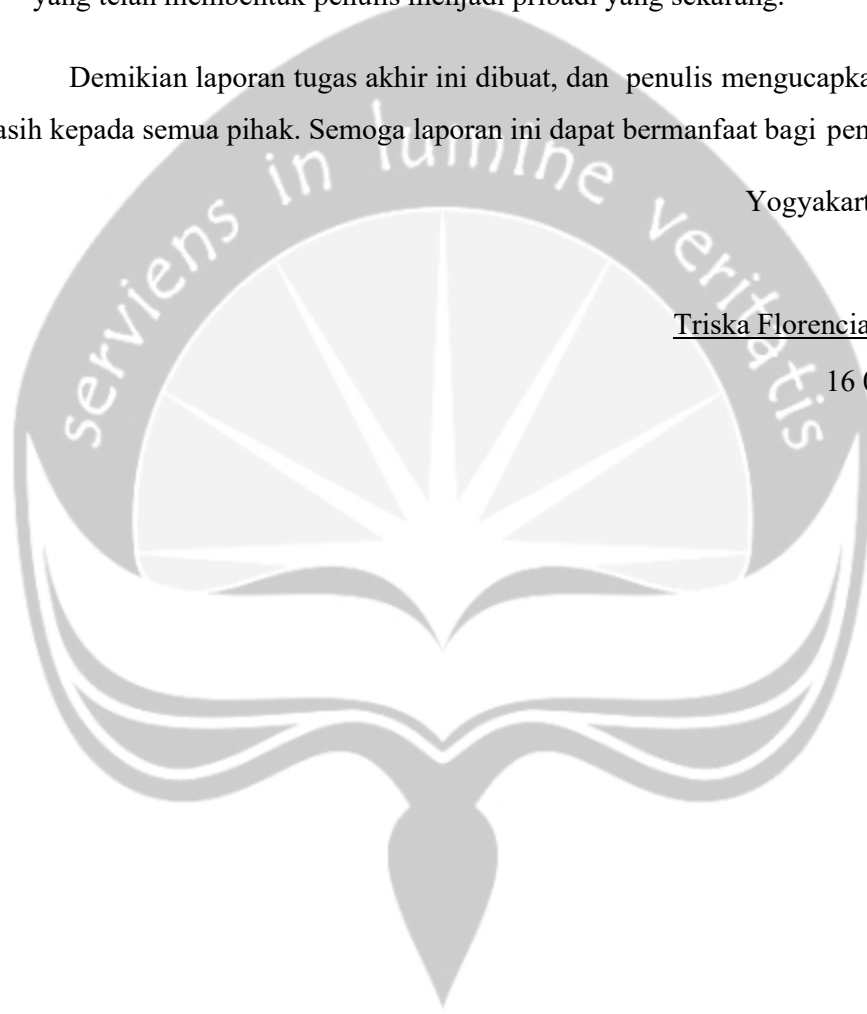 yang telah membentuk penulis menjadi pribadi yang sekarang.
Demikian laporan tugas akhir ini dibuat, dan penulis mengucapka
asih kepada semua pihak. Semoga laporan ini dapat bermanfaat bagi pem
serviens in lumine veritatis
Yogyakart
Triska Florencia
16 0